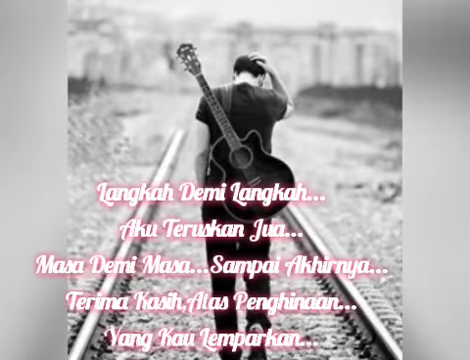 Langkah Demi Langkah...
Aku Teruskan Jua...
Masa Demi Masa...Sampai Akhirnya...
Terima Kasih,Atas Penghinaan...
Yang Kau Lemparkan...